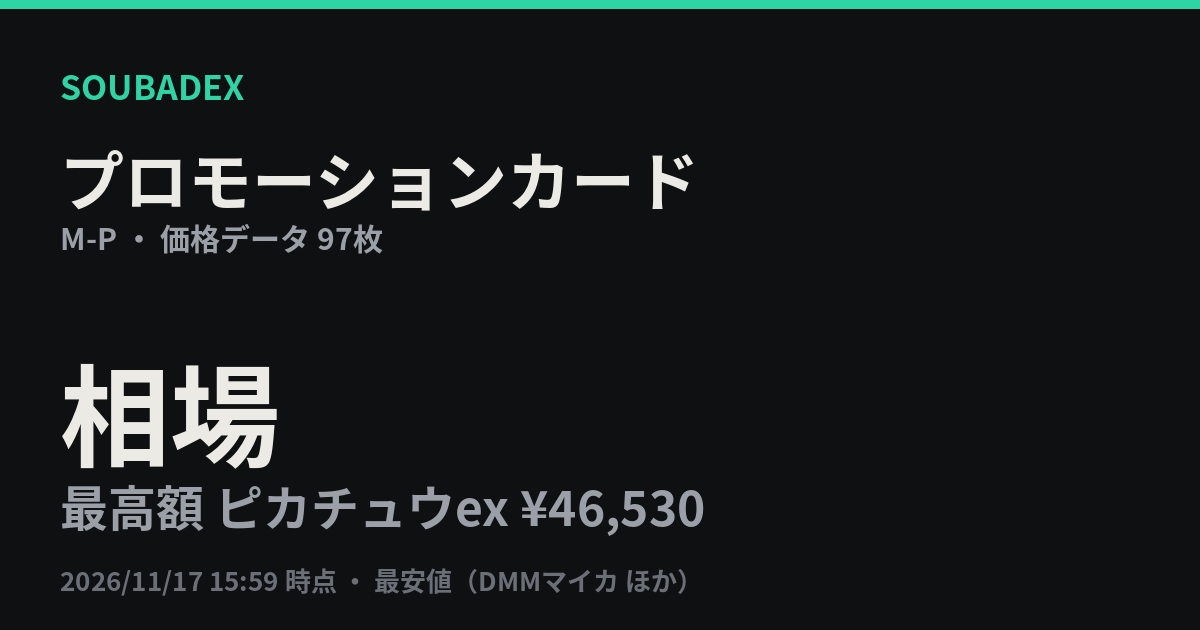 SOUBADEX
プロモーションカード
M-P ・ 価格データ 97枚
相場
最高額 ピカチュウex ¥46,530
2026/11/17 15:59 時点 ・ 最安値（DMMマイカ ほか）